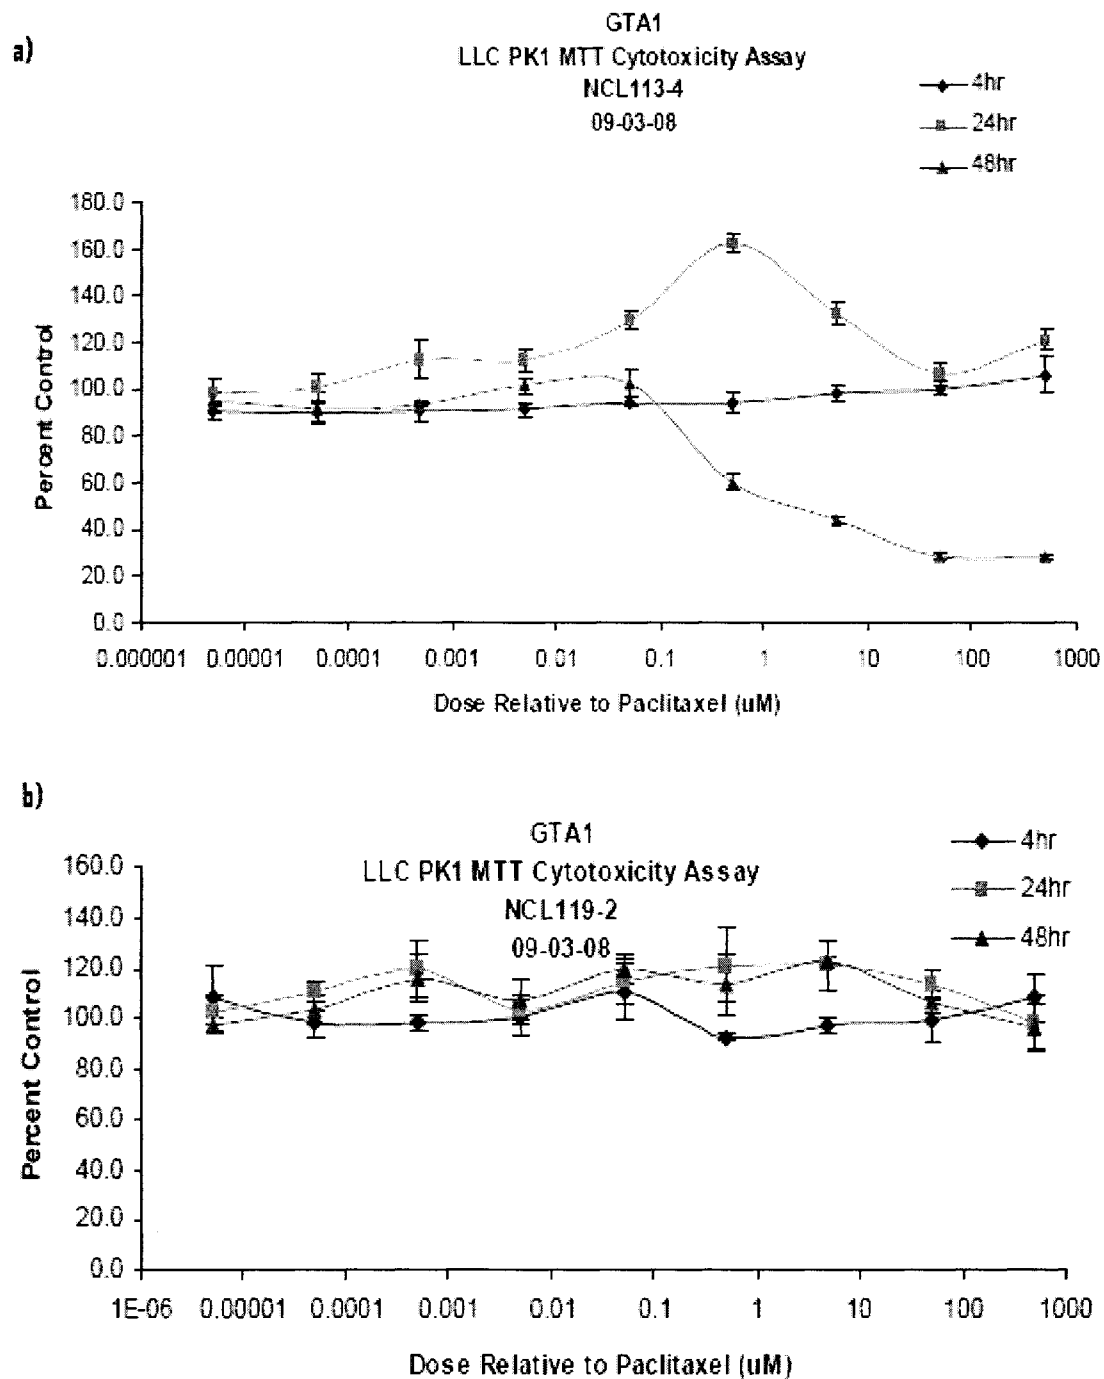 a)
GTA1
LLC PK1 MTT Cytotoxicity Assay
NCL113-4
09-03-08
4hr
24hr
48hr
180.0
160.0
140.0
120.0
100.0
80.0
60.0
40.0
20.0
0.0
Percent Control
0.000001 0.00001 0.0001 0.001 0.01 0.1 1 10 100 1000
Dose Relative to Paclitaxel (uM)
b)
GTA1
LLC PK1 MTT Cytotoxicity Assay
NCL119-2
09-03-08
4hr
24hr
48hr
160.0
140.0
120.0
100.0
80.0
60.0
40.0
20.0
0.0
Percent Control
1E-06 0.00001 0.0001 0.001 0.01 0.1 1 10 100 1000
Dose Relative to Paclitaxel (uM)